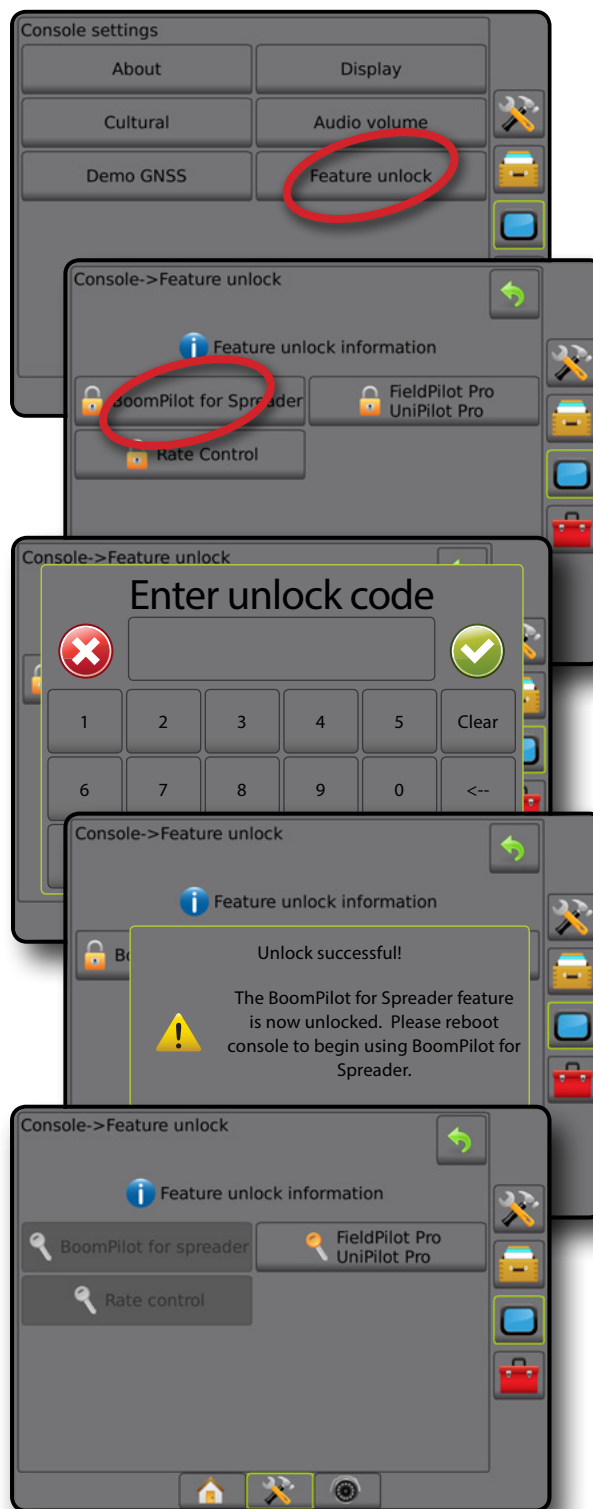 Console settings
About
Display
Cultural
Audio volume
Demo GNSS
Feature unlock
Console->Feature unlock
Feature unlock information
BoomPilot for Spreader
FieldPilot Pro
UniPilot Pro
Rate Control
Console->Feature unlock
Enter unlock code
1 2 3 4 5 Clear
6 7 8 9 0 <--
Console->Feature unlock
Feature unlock information
Bo
Unlock successful!
The BoomPilot for Spreader feature
is now unlocked. Please reboot
console to begin using BoomPilot for
Spreader.
Console->Feature unlock
Feature unlock information
BoomPilot for spreader
FieldPilot Pro
UniPilot Pro
Rate control